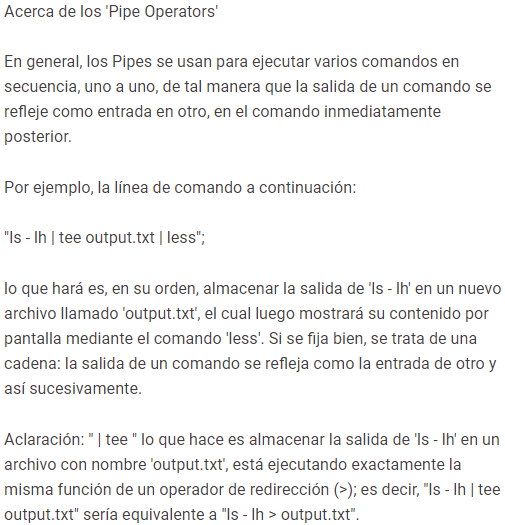 Acerca de los 'Pipe Operators'
En general, los Pipes se usan para ejecutar varios comandos en
secuencia, uno a uno, de tal manera que la salida de un comando se
refleje como entrada en otro, en el comando inmediatamente
posterior.
Por ejemplo, la línea de comando a continuación:
"ls - lh | tee output.txt | less";
lo que hará es, en su orden, almacenar la salida de 'ls - lh' en un nuevo
archivo llamado 'output.txt', el cual luego mostrará su contenido por
pantalla mediante el comando 'less'. Si se fija bien, se trata de una
cadena: la salida de un comando se refleja como la entrada de otro y
así sucesivamente.
Aclaración: " | tee " lo que hace es almacenar la salida de 'ls - lh' en un
archivo con nombre 'output.txt', está ejecutando exactamente la
misma función de un operador de redirección (>); es decir, "ls - lh | tee
output.txt" sería equivalente a "ls - lh > output.txt".